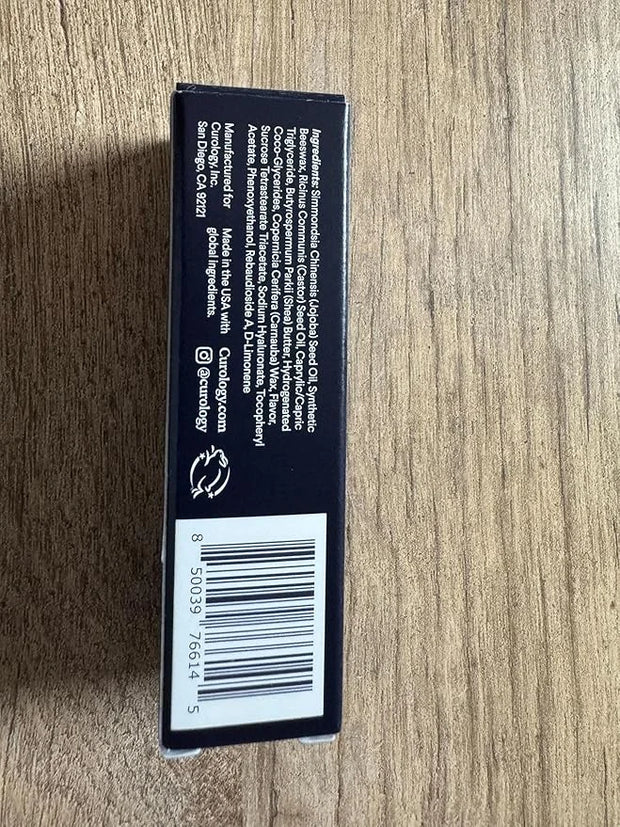 Ingredients: Simmondsia Chinensis (Jojoba) Seed Oil, Synthetic
Beeswax, Ricinus Communis (Castor) Seed Oil, Caprylic/Capric
Triglyceride, Butyrospermum Parkii (Shea) Butter, Hydrogenated
Coco-Glycerides, Copernicia Cerifera (Carnauba) Wax, Flavor,
Sucrose Tetrastearate Triacetate, Sodium Hyaluronate, Tocopheryl
Acetate, Phenoxyethanol, Rebaudioside A, D-Limonene
Manufactured for
Curology, Inc.
San Diego, CA 92121
Made in the USA with
global ingredients.
Curology.com
@curology
8 50039 76614 5